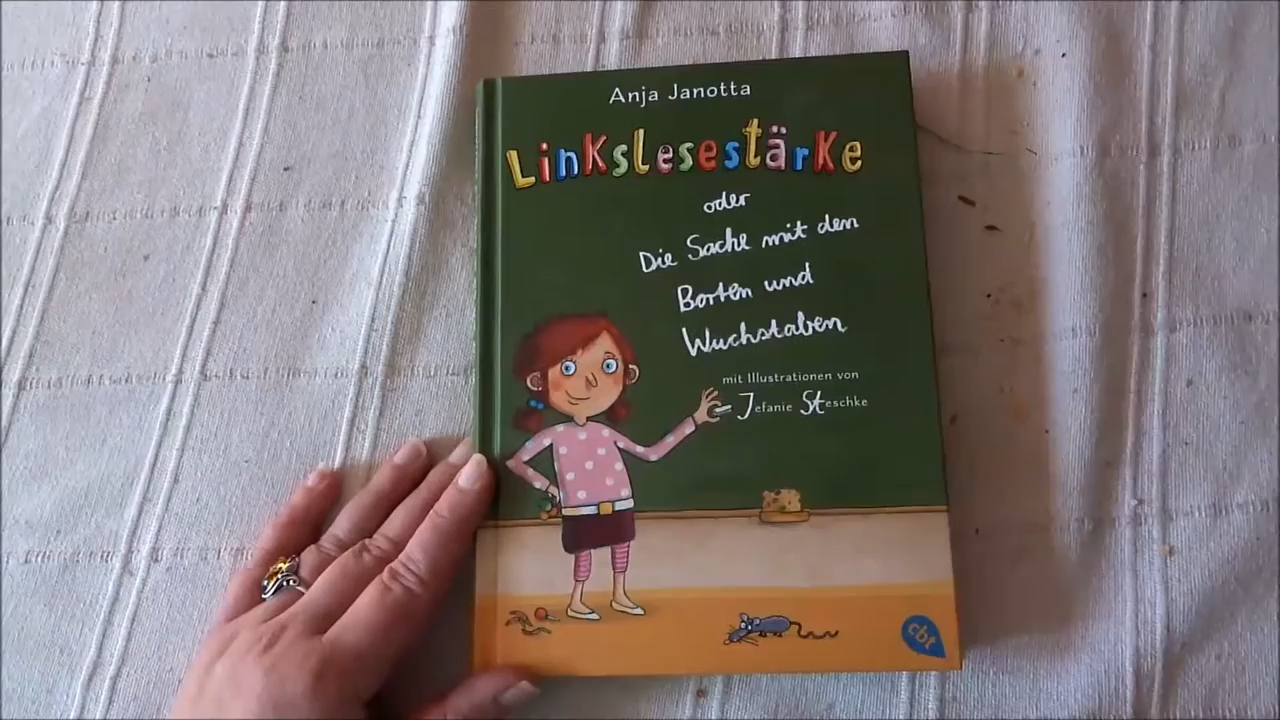 Anja Janotta
Linkslesestärke
oder
Die Sache mit den
Borten und
Wuchstaben
mit Illustrationen von
Jefanie Steschke
cbt